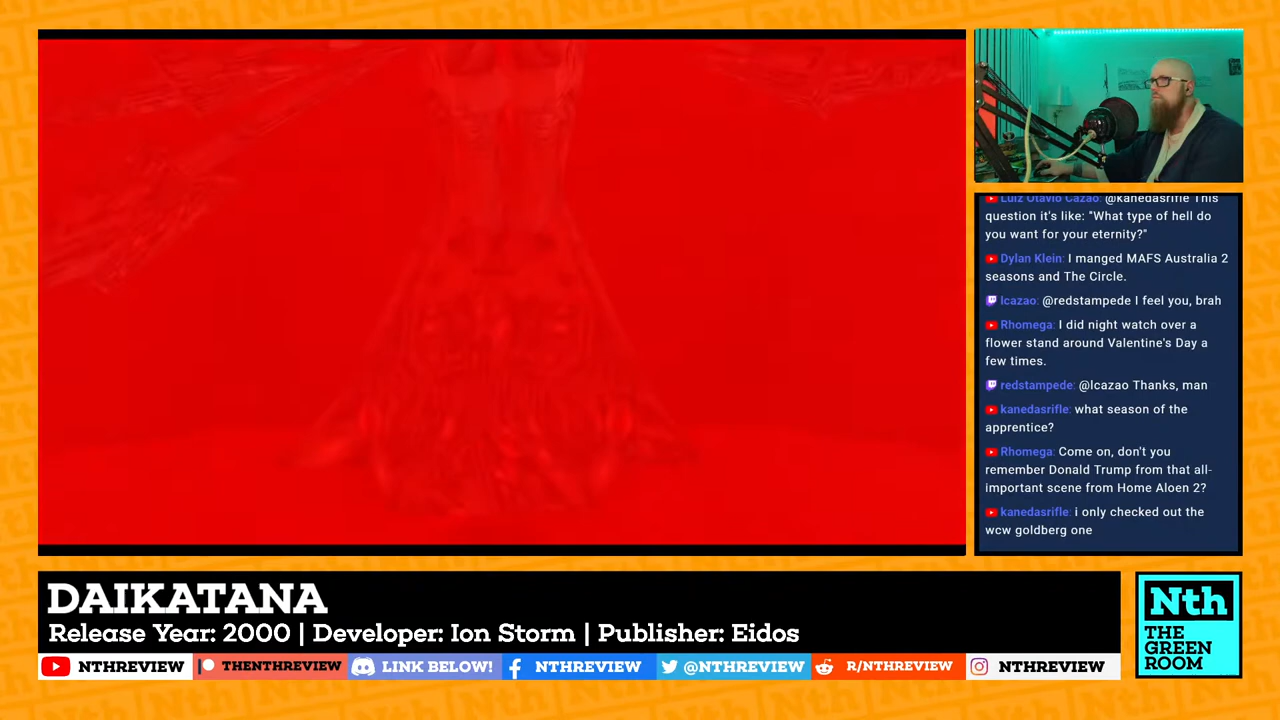 Luiz Otavio Cazao: @kanedasrifle This
question it's like: "What type of hell do
you want for your eternity?"
Dylan Klein: I manged MAFS Australia 2
seasons and The Circle.
lcazao: @redstampede I feel you, brah
Rhomega: I did night watch over a
flower stand around Valentine's Day a
few times.
redstampede: @lcazao Thanks, man
kanedasrifle: what season of the
apprentice?
Rhomega: Come on, don't you
remember Donald Trump from that all-
important scene from Home Aloen 2?
kanedasrifle: i only checked out the
wcw goldberg one
DAIKATANA
Release Year: 2000 | Developer: Ion Storm | Publisher: Eidos
NTHREVIEW THENTHREVIEW LINK BELOW! NTHREVIEW @NTHREVIEW R/NTHREVIEW NTHREVIEW
Nth
THE
GREEN
ROOM